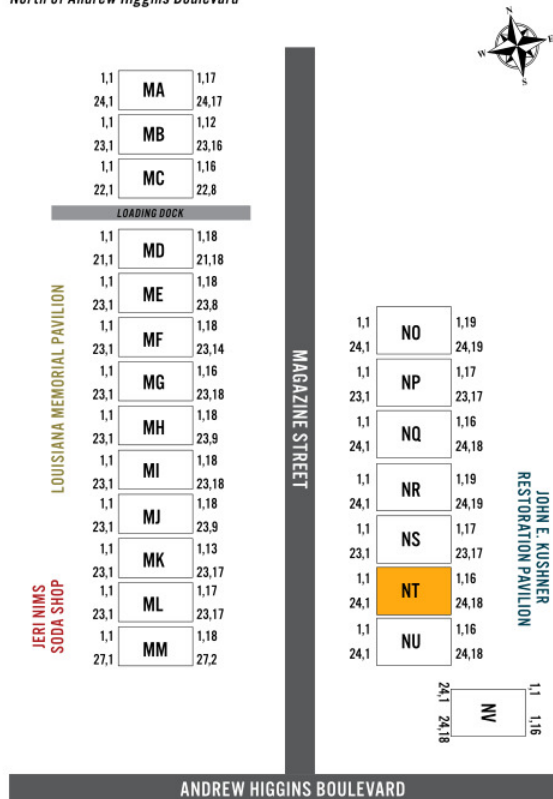 North of Andrew Higgins Boulevard
N
W E
S
1,1 MA 1,17
24,1 24,17
1,1 MB 1,12
23,1 23,16
1,1 MC 1,16
22,1 22,8
LOADING DOCK
1,1 MD 1,18
21,1 21,18
1,1 ME 1,18
23,1 23,8
1,1 MF 1,18
23,1 23,14
1,1 MG 1,16
23,1 23,18
1,1 MH 1,18
23,1 23,9
1,1 MI 1,18
23,1 23,18
1,1 MJ 1,18
23,1 23,9
1,1 MK 1,13
23,1 23,17
1,1 ML 1,17
23,1 23,17
1,1 MM 1,18
27,1 27,2
LOUISIANA MEMORIAL PAVILION
JERI NIMS
SODA SHOP
MAGAZINE STREET
1,1 NO 1,19
24,1 24,19
1,1 NP 1,17
23,1 23,17
1,1 NQ 1,16
24,1 24,18
1,1 NR 1,19
24,1 24,19
1,1 NS 1,17
23,1 23,17
1,1 NT 1,16
24,1 24,18
1,1 NU 1,16
24,1 24,18
JOHN E. KUSHNER
RESTORATION PAVILION
1,1 1,16
NV
24,1 24,18
ANDREW HIGGINS BOULEVARD